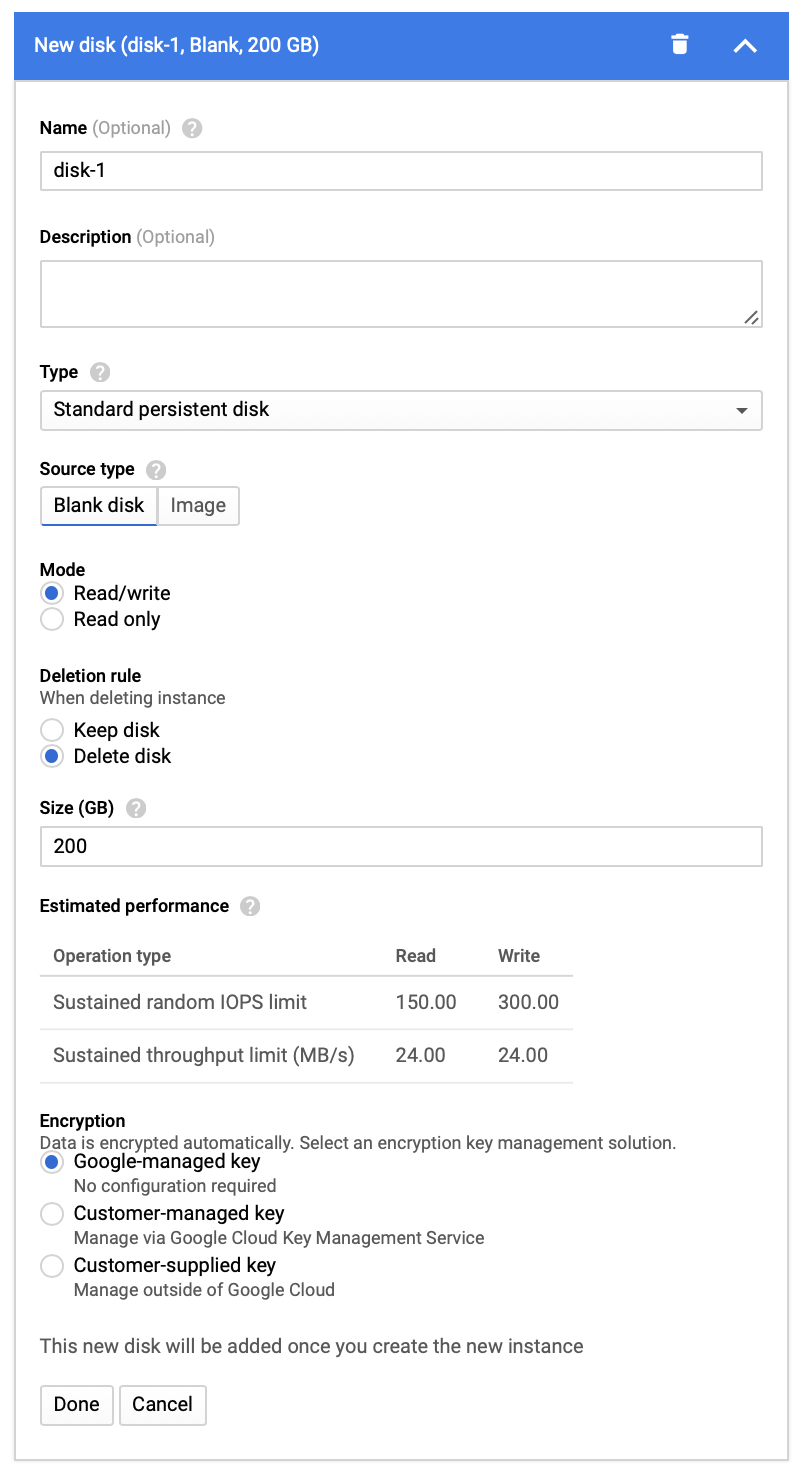 New disk (disk-1, Blank, 200 GB)
Name (Optional)
disk-1
Description (Optional)
Type
Standard persistent disk
Source type
Blank disk Image
Mode
Read/write
Read only
Deletion rule
When deleting instance
Keep disk
Delete disk
Size (GB)
200
Estimated performance
Operation type Read Write
Sustained random IOPS limit 150.00 300.00
Sustained throughput limit (MB/s) 24.00 24.00
Encryption
Data is encrypted automatically. Select an encryption key management solution.
Google-managed key
No configuration required
Customer-managed key
Manage via Google Cloud Key Management Service
Customer-supplied key
Manage outside of Google Cloud
This new disk will be added once you create the new instance
Done Cancel